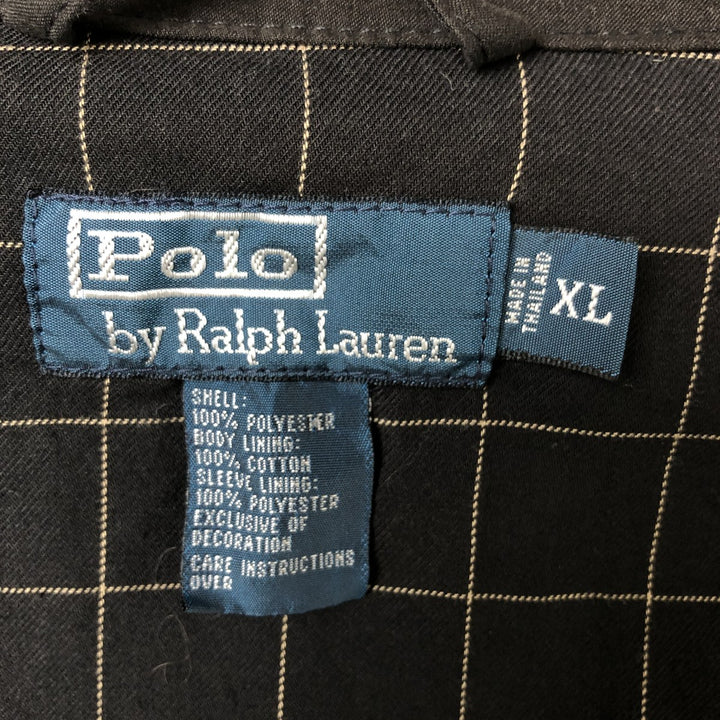 Polo
by Ralph Lauren
MADE IN
THAILAND
XL
SHELL:
100% POLYESTER
BODY LINING:
100% COTTON
SLEEVE LINING:
100% POLYESTER
EXCLUSIVE OF
DECORATION
CARE INSTRUCTIONS
OVER